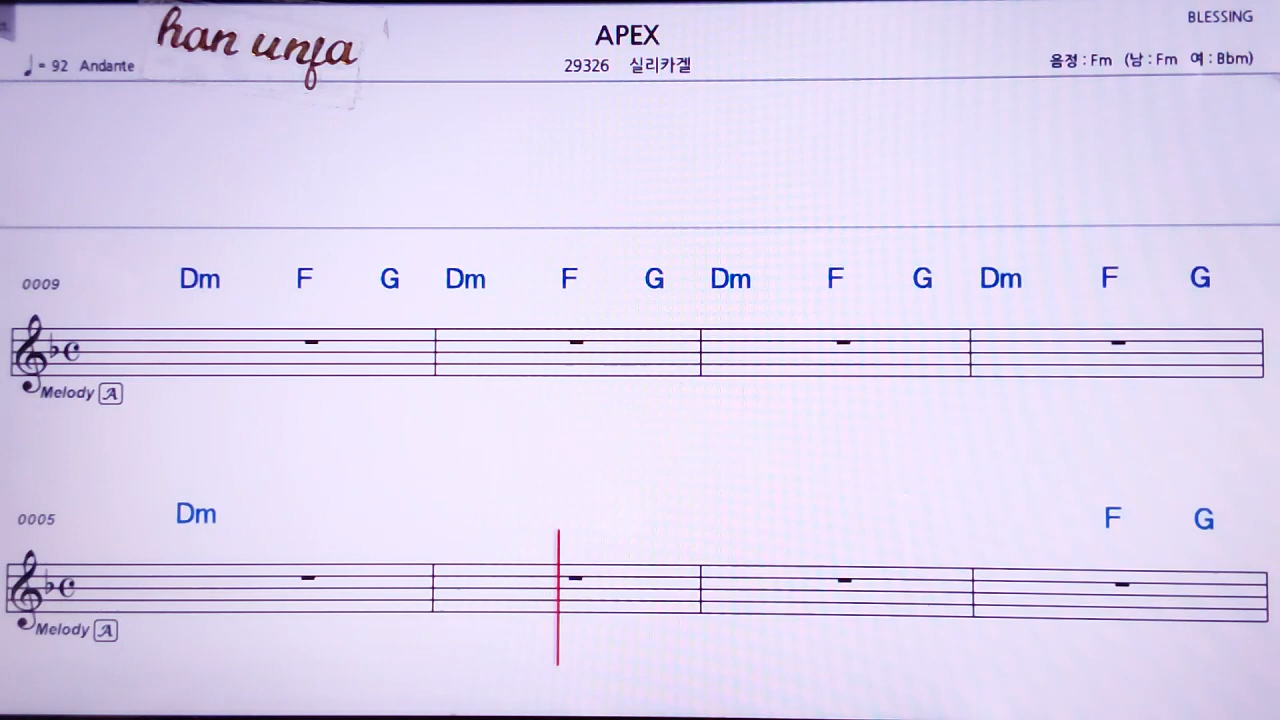 BLESSING
han unfa
APEX
♩ = 92 Andante
29326 실리카겔
음정 : Fm (남 : Fm 여 : Bbm)
0009
Dm F G Dm F G Dm F G Dm F G
Melody A
0005
Dm F G
Melody A